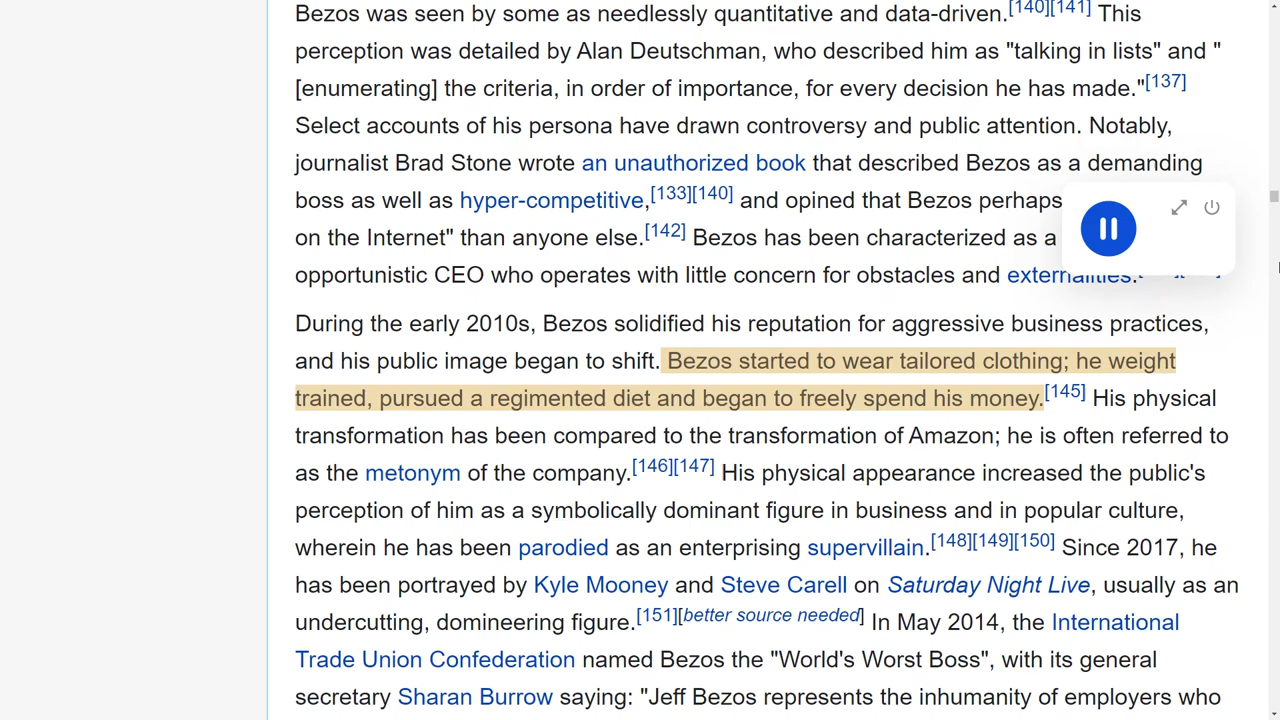 Bezos was seen by some as needlessly quantitative and data-driven.[140][141] This
perception was detailed by Alan Deutschman, who described him as "talking in lists" and "
[enumerating] the criteria, in order of importance, for every decision he has made."[137]
Select accounts of his persona have drawn controversy and public attention. Notably,
journalist Brad Stone wrote an unauthorized book that described Bezos as a demanding
boss as well as hyper-competitive,[133][140] and opined that Bezos perhaps
on the Internet" than anyone else.[142] Bezos has been characterized as a
opportunistic CEO who operates with little concern for obstacles and externalities.
During the early 2010s, Bezos solidified his reputation for aggressive business practices,
and his public image began to shift. Bezos started to wear tailored clothing; he weight
trained, pursued a regimented diet and began to freely spend his money.[145] His physical
transformation has been compared to the transformation of Amazon; he is often referred to
as the metonym of the company.[146][147] His physical appearance increased the public's
perception of him as a symbolically dominant figure in business and in popular culture,
wherein he has been parodied as an enterprising supervillain.[148][149][150] Since 2017, he
has been portrayed by Kyle Mooney and Steve Carell on Saturday Night Live, usually as an
undercutting, domineering figure.[151][better source needed] In May 2014, the International
Trade Union Confederation named Bezos the "World's Worst Boss", with its general
secretary Sharan Burrow saying: "Jeff Bezos represents the inhumanity of employers who